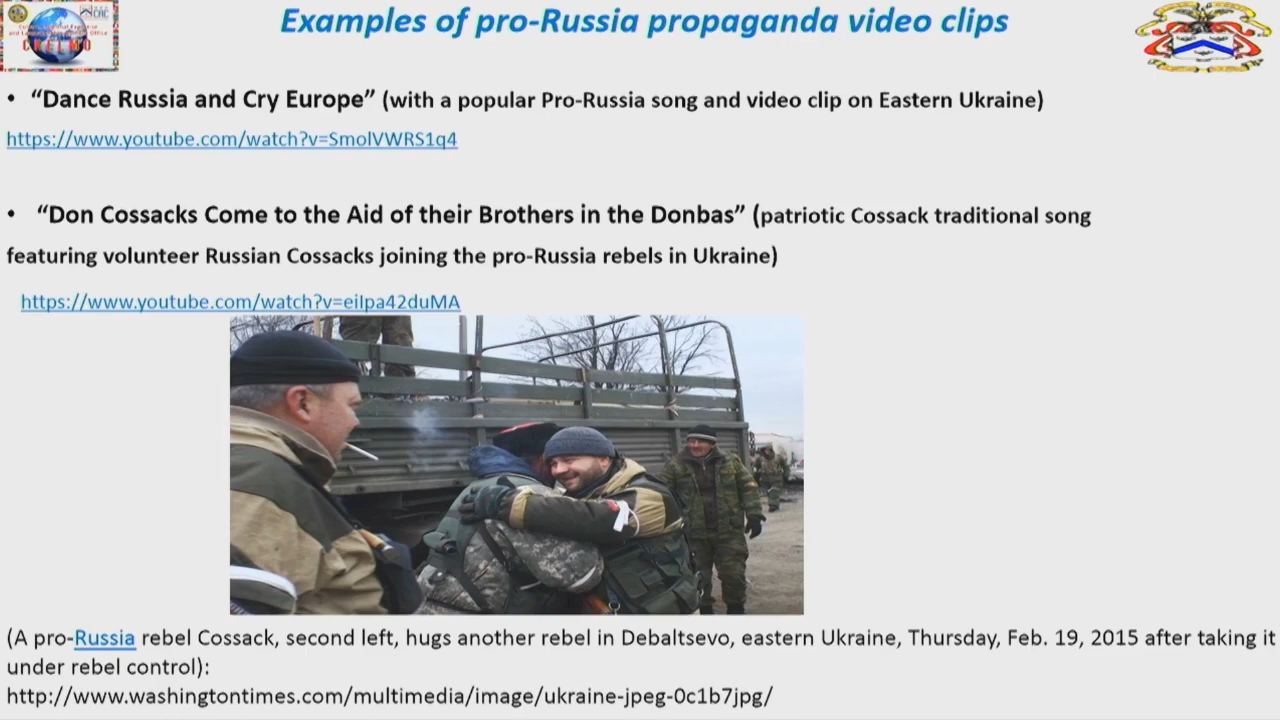 Examples of pro-Russia propaganda video clips
CRELMO
• “Dance Russia and Cry Europe” (with a popular Pro-Russia song and video clip on Eastern Ukraine)
https://www.youtube.com/watch?v=SmolVWRS1q4
• “Don Cossacks Come to the Aid of their Brothers in the Donbas” (patriotic Cossack traditional song
featuring volunteer Russian Cossacks joining the pro-Russia rebels in Ukraine)
https://www.youtube.com/watch?v=eiIpa42duMA
(A pro-Russia rebel Cossack, second left, hugs another rebel in Debaltsevo, eastern Ukraine, Thursday, Feb. 19, 2015 after taking it
under rebel control):
http://www.washingtontimes.com/multimedia/image/ukraine-jpeg-0c1b7jpg/